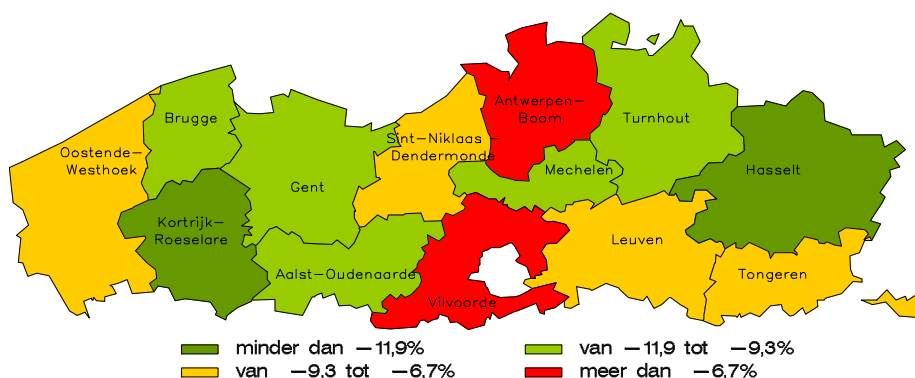 Antwerpen-
Boom
Brugge
Turnhout
Sint-Niklaas -
Dendermonde
Oostende-
Westhoek
Mechelen
Hasselt
Gent
Kortrijk-
Roeselare
Leuven
Aalst-Oudenaarde
Tongeren
Vilvoorde
minder dan -11,9%
van -11,9 tot -9,3%
van -9,3 tot -6,7%
meer dan -6,7%